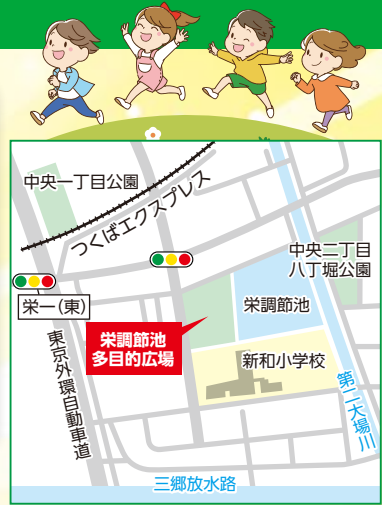 中央一丁目公園
つくばエクスプレス
中央二丁目
八丁堀公園
栄一(東)
栄調節池
栄調節池
多目的広場
新和小学校
東京外環自動車道
第二大場川
三郷放水路